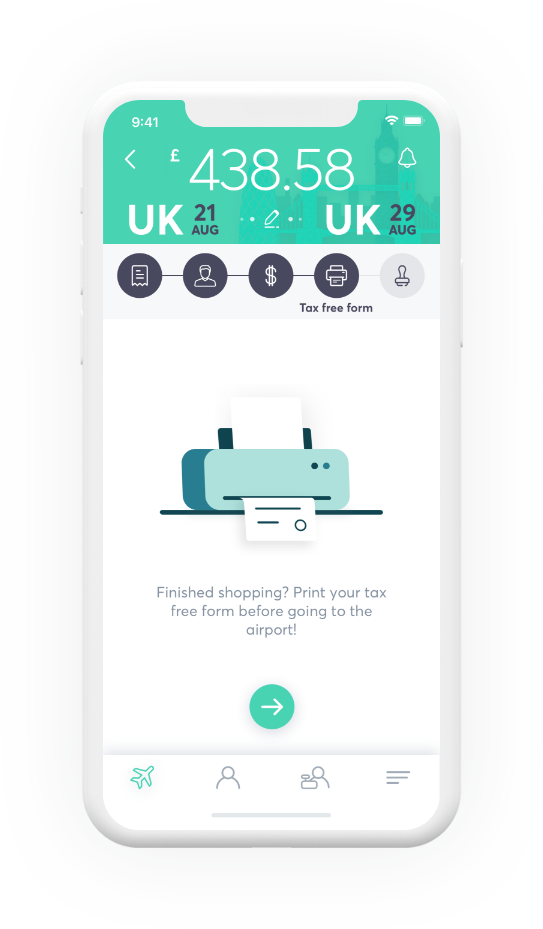 9:41
£ 438.58
UK 21 AUG UK 29 AUG
Tax free form
Finished shopping? Print your tax
free form before going to the
airport!